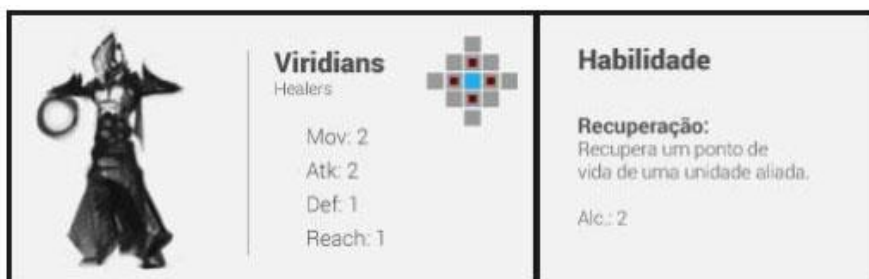 Viridians
Healers
Mov: 2
Atk: 2
Def: 1
Reach: 1
Habilidade
Recuperação:
Recupera um ponto de
vida de uma unidade aliada.
Alc.: 2